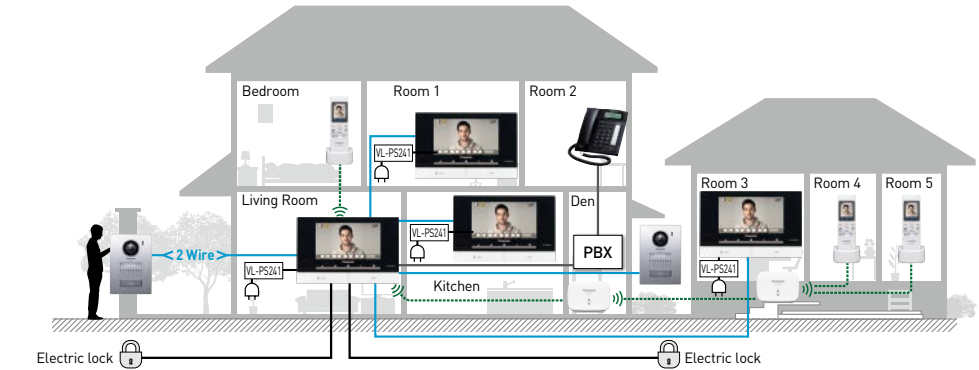 Bedroom
Room 1
Room 2
VL-PS241
Living Room
Den
Room 3
Room 4
Room 5
VL-PS241
2 Wire
PBX
VL-PS241
VL-PS241
Kitchen
Electric lock
Electric lock